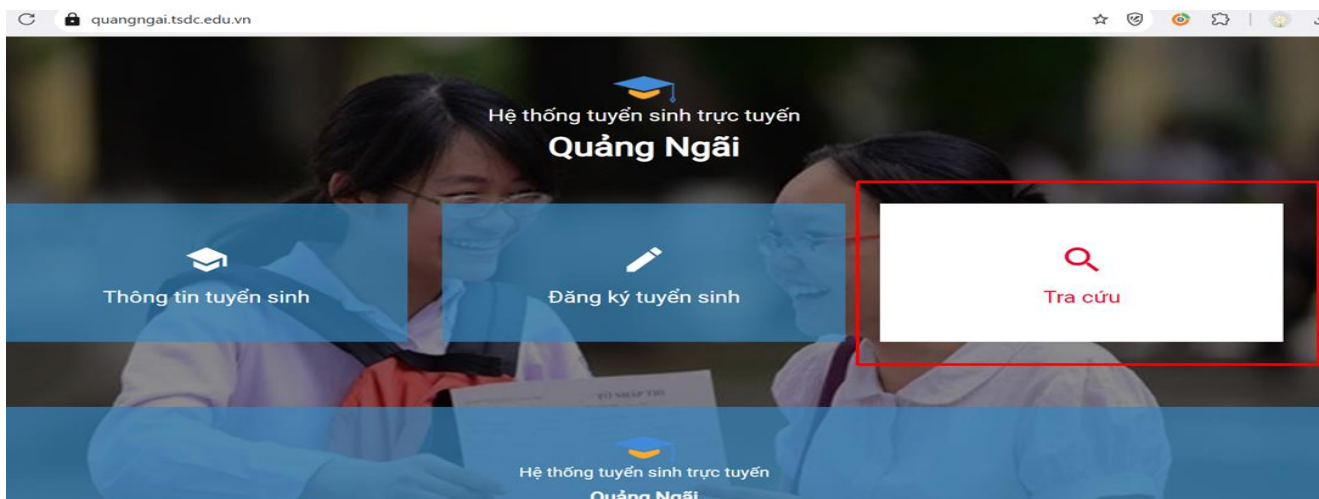 quangngai.tsdc.edu.vn
Hệ thống tuyển sinh trực tuyến
Quảng Ngãi
Thông tin tuyển sinh
Đăng ký tuyển sinh
Tra cứu
Hệ thống tuyển sinh trực tuyến
Quảng Ngãi